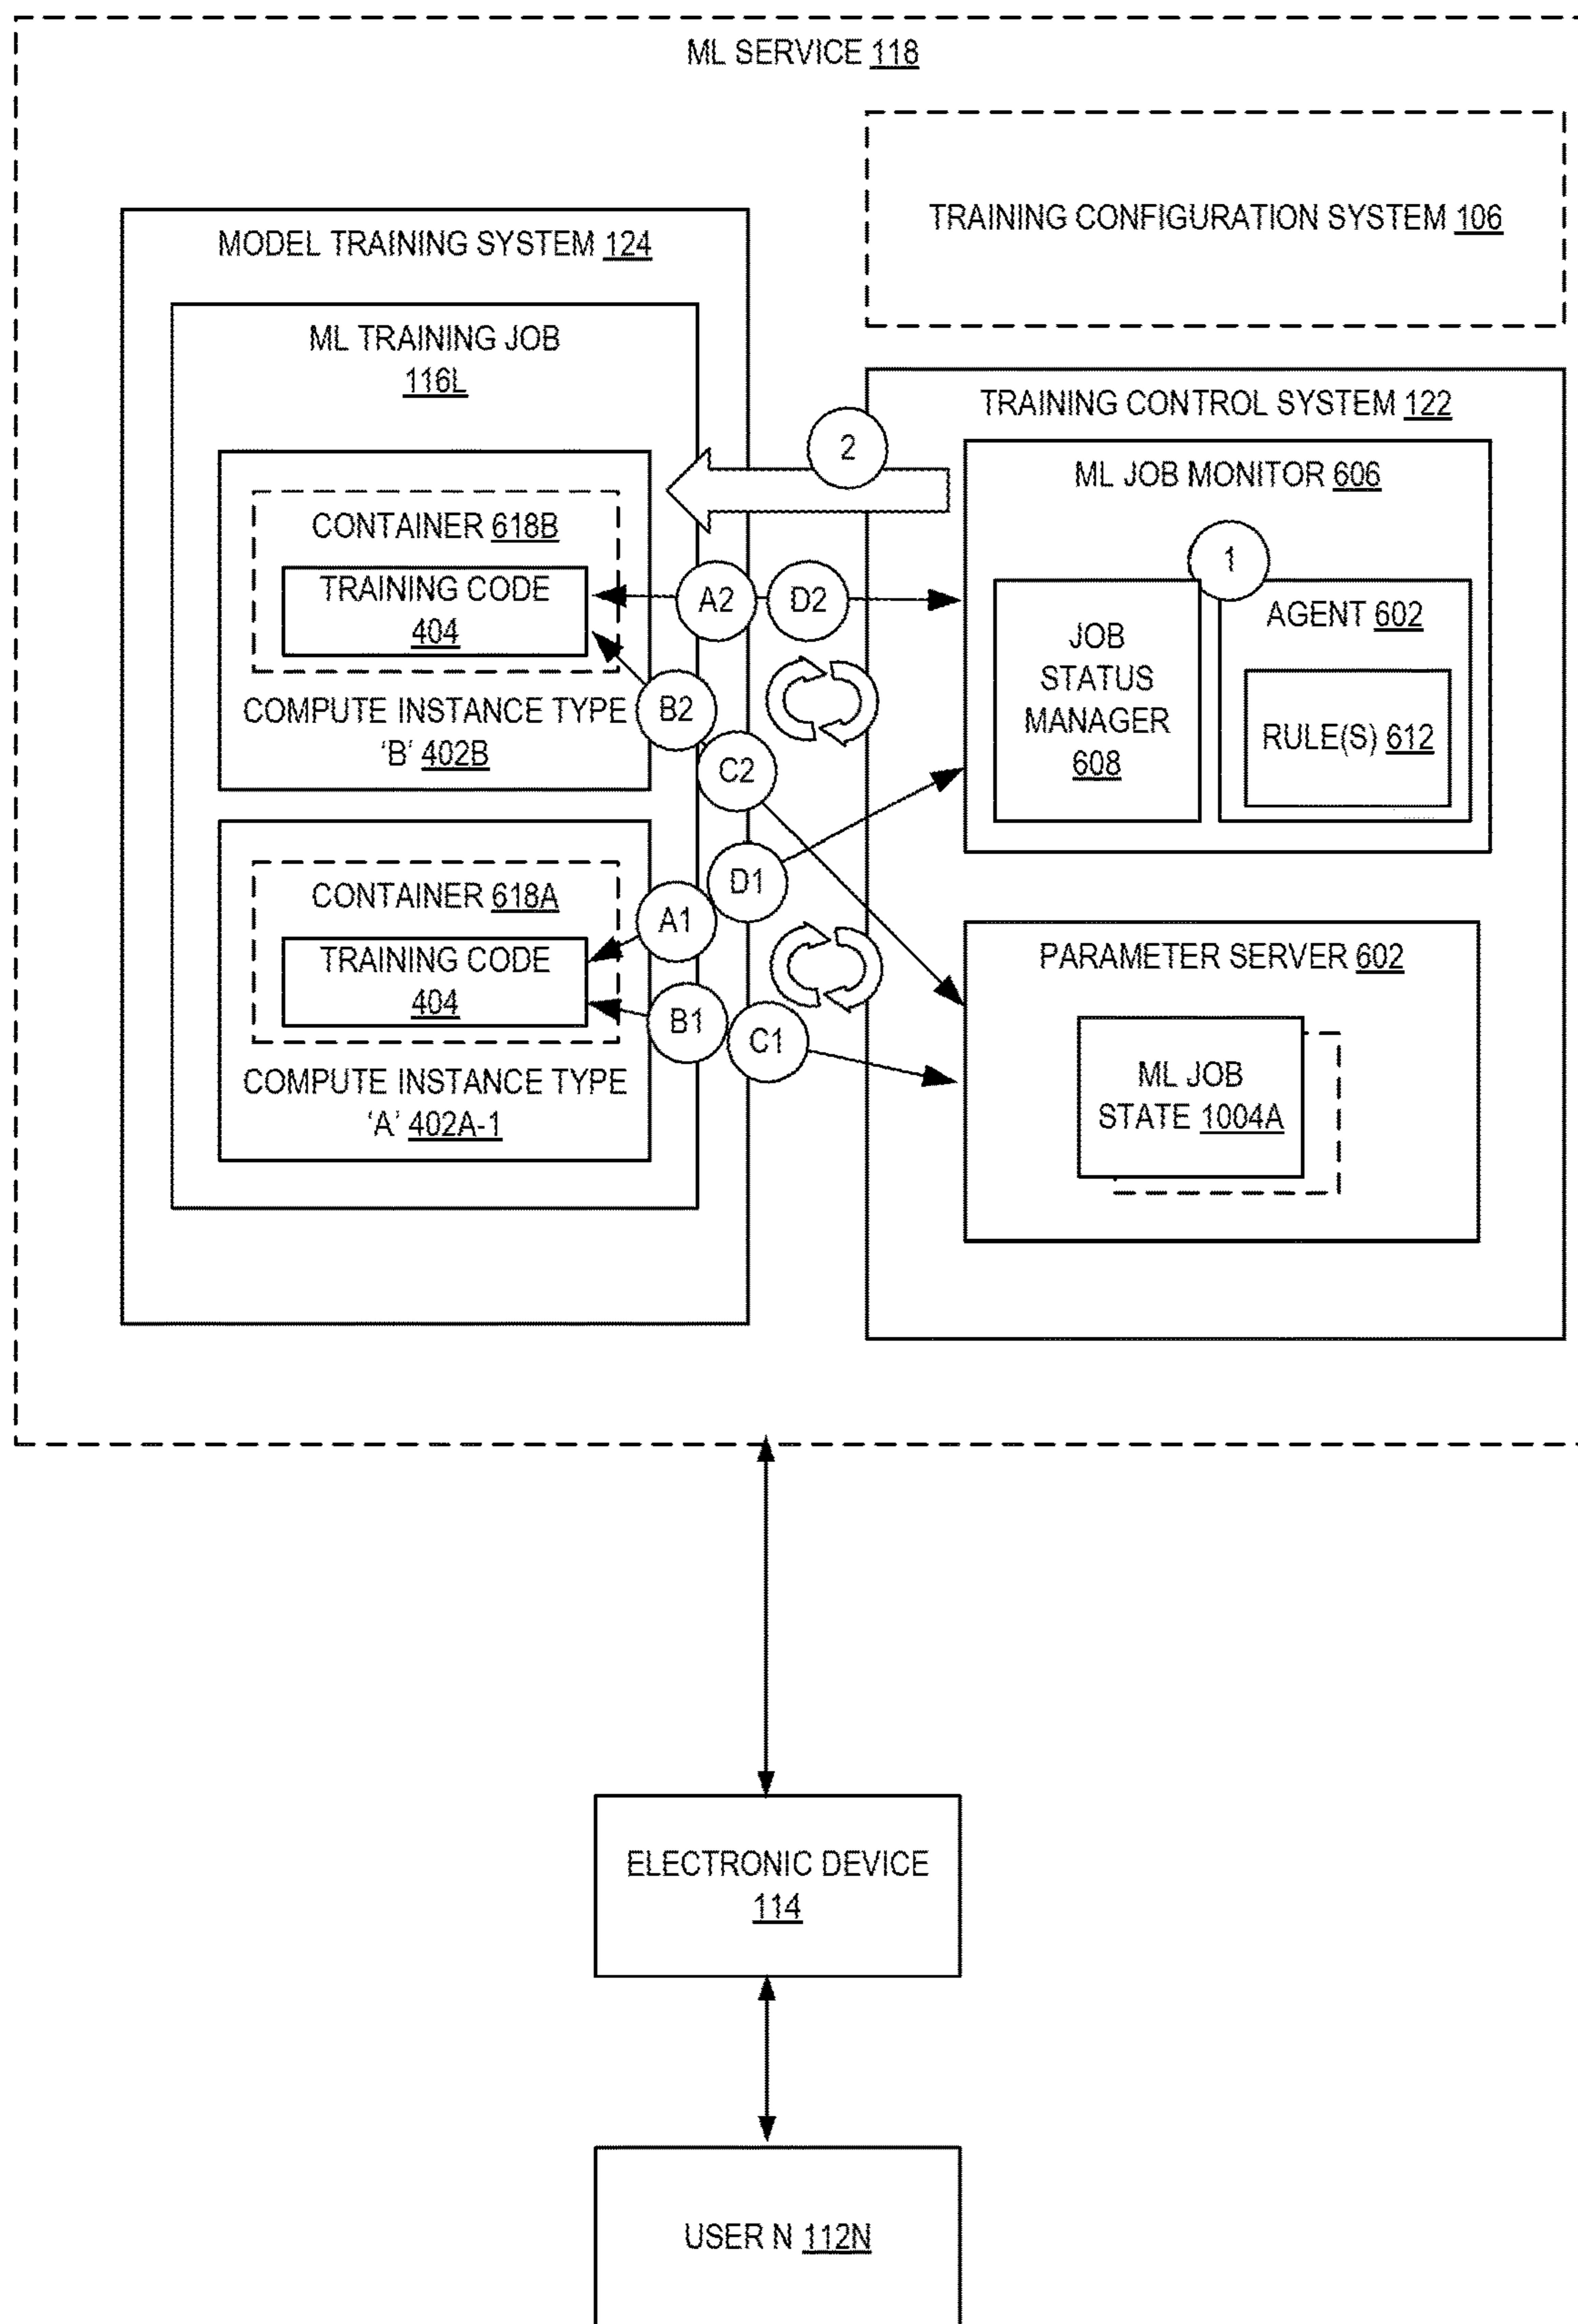 ML SERVICE 118
TRAINING CONFIGURATION SYSTEM 106
MODEL TRAINING SYSTEM 124
ML TRAINING JOB
116L
CONTAINER 618B
TRAINING CODE
404
COMPUTE INSTANCE TYPE
‘B’ 402B
CONTAINER 618A
TRAINING CODE
404
COMPUTE INSTANCE TYPE
‘A’ 402A-1
2
A2
D2
B2
C2
D1
A1
B1
C1
TRAINING CONTROL SYSTEM 122
ML JOB MONITOR 606
1
JOB
STATUS
MANAGER
608
AGENT 602
RULE(S) 612
PARAMETER SERVER 602
ML JOB
STATE 1004A
ELECTRONIC DEVICE
114
USER N 112N